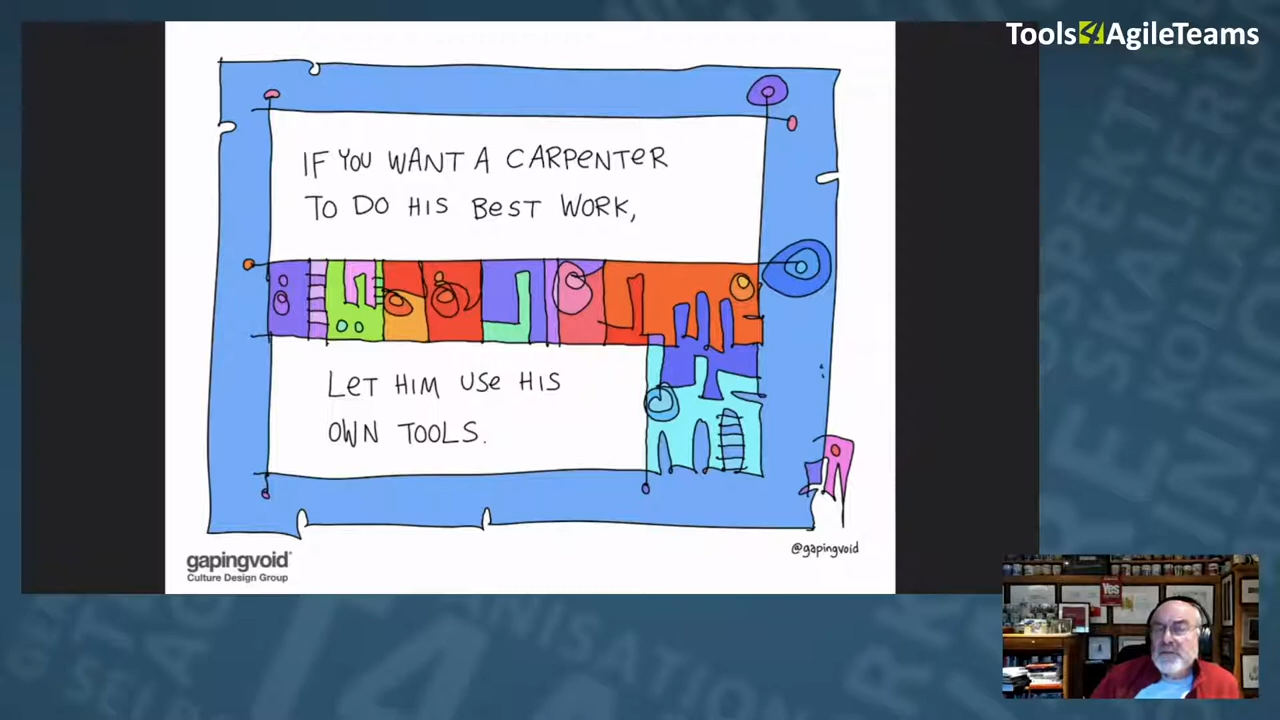 Tools4AgileTeams
IF YOU WANT A CARPENTER
TO DO HIS BEST WORK,
LET HIM USE HIS
OWN TOOLS.
@gapingvoid
gapingvoid
Culture Design Group
Yes